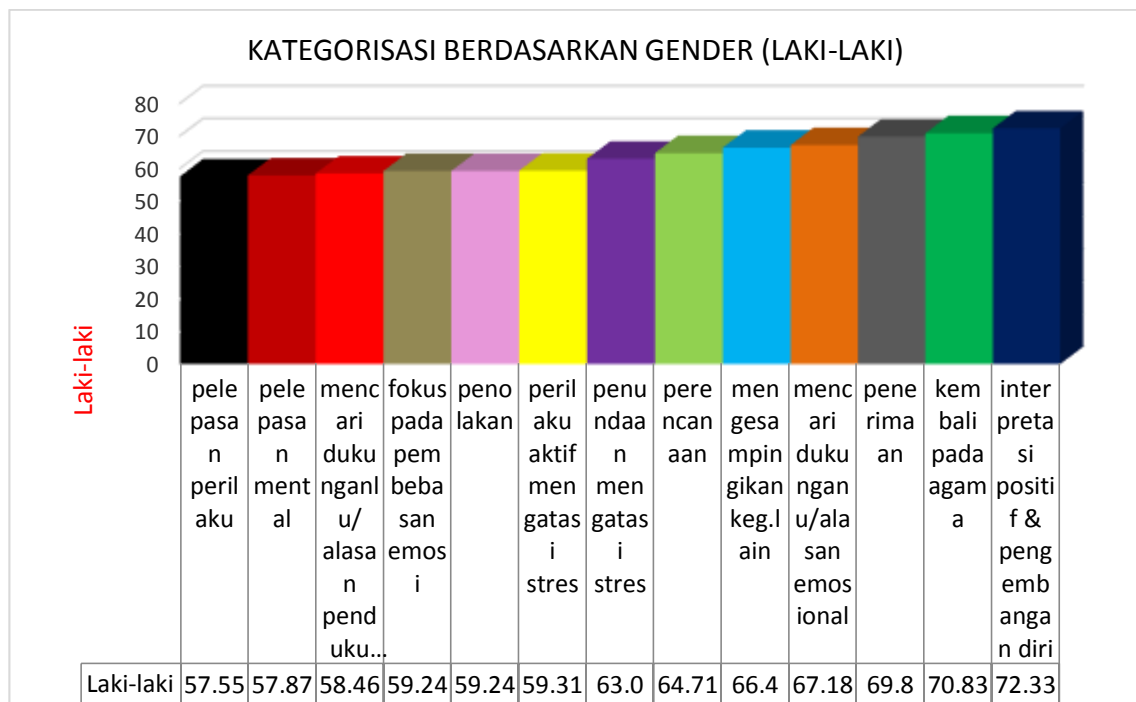 KATEGORISASI BERDASARKAN GENDER (LAKI-LAKI)
80
70
60
50
40
30
20
10
0
Laki-laki
pele
pasa
n
peril
aku
pele
pasa
n
ment
al
menc
ari
duku
nganl
u/
alasa
n
pend
uku…
fokus
pada
pem
beba
san
emos
i
peno
lakan
peril
aku
aktif
men
gatas
i
stres
penu
ndaa
n
men
gatas
i
stres
pere
ncan
aan
men
gesa
mpin
gikan
keg.l
ain
menc
ari
duku
ngan
u/ala
san
emos
ional
pene
rima
an
kem
bali
pada
agam
a
inter
preta
si
positi
f &
peng
emb
anga
n diri
Laki-laki 57.55 57.87 58.46 59.24 59.24 59.31 63.0 64.71 66.4 67.18 69.8 70.83 72.33